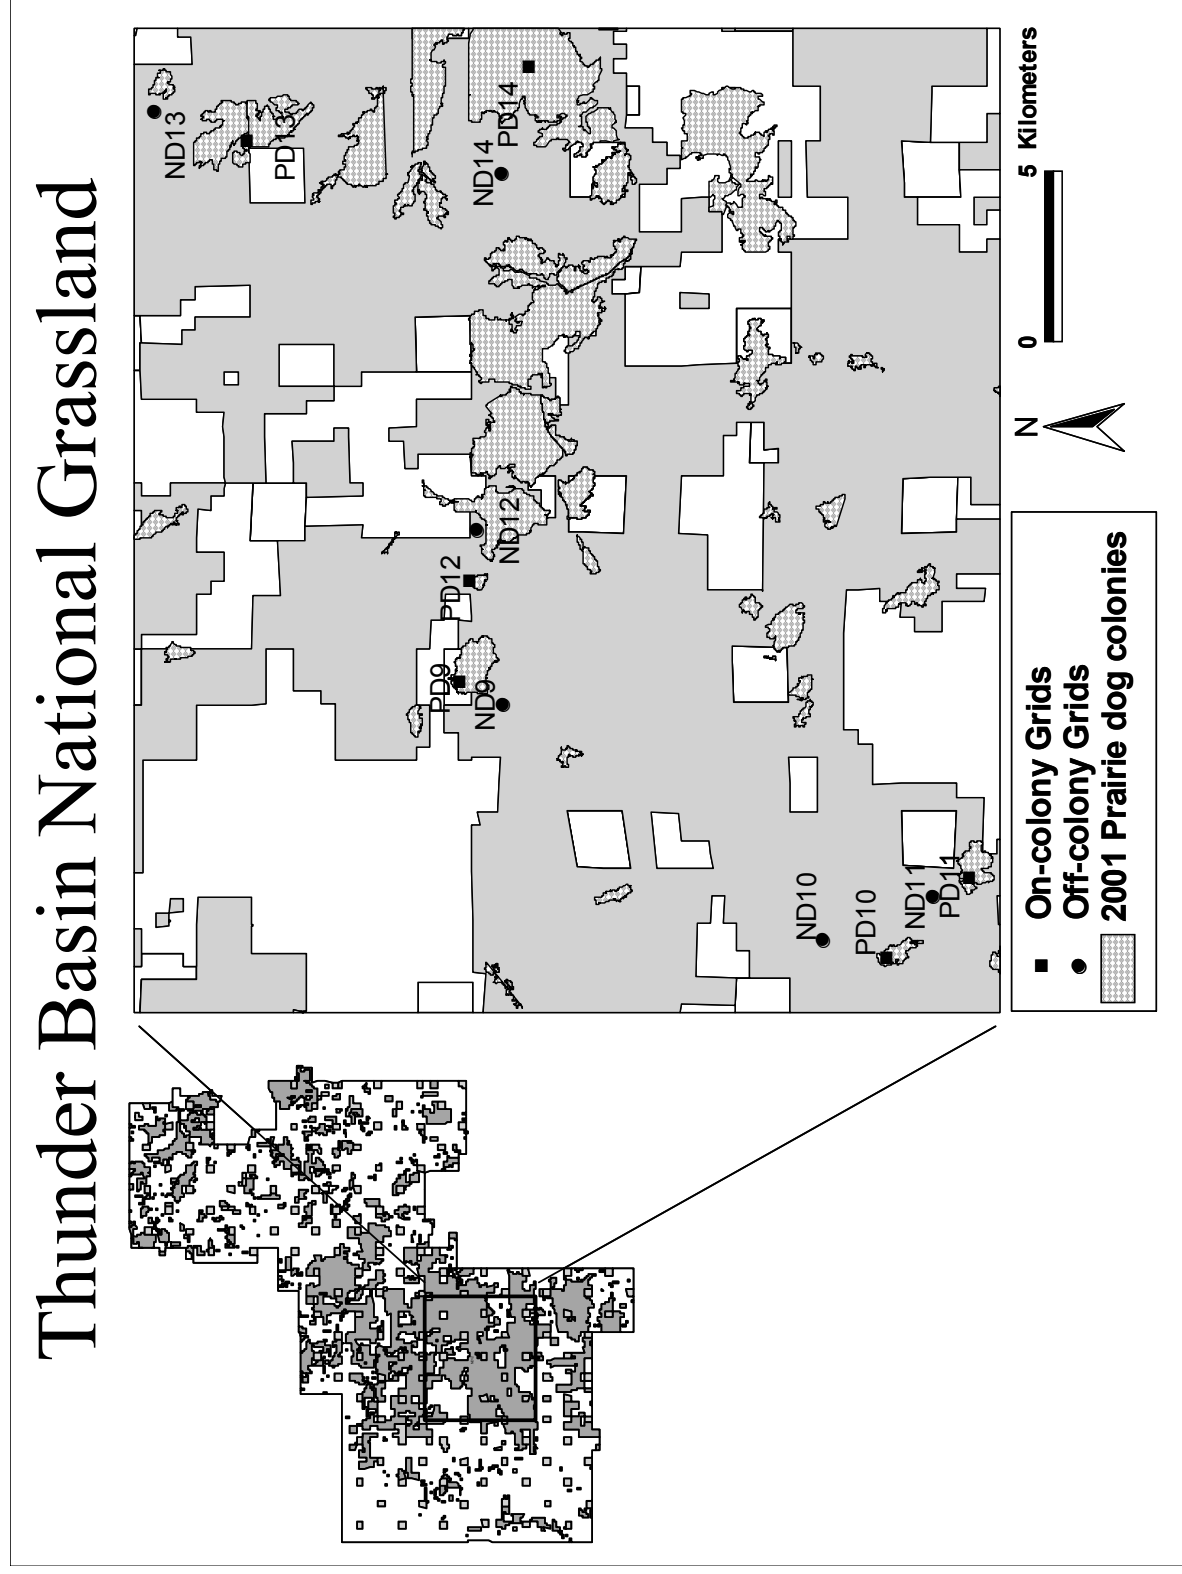 Thunder Basin National Grassland
ND13
PD13
PD14
ND14
ND12
PD12
PD9
ND9
ND10
PD10
ND11
PD11
N
0 5 Kilometers
On-colony Grids
Off-colony Grids
2001 Prairie dog colonies